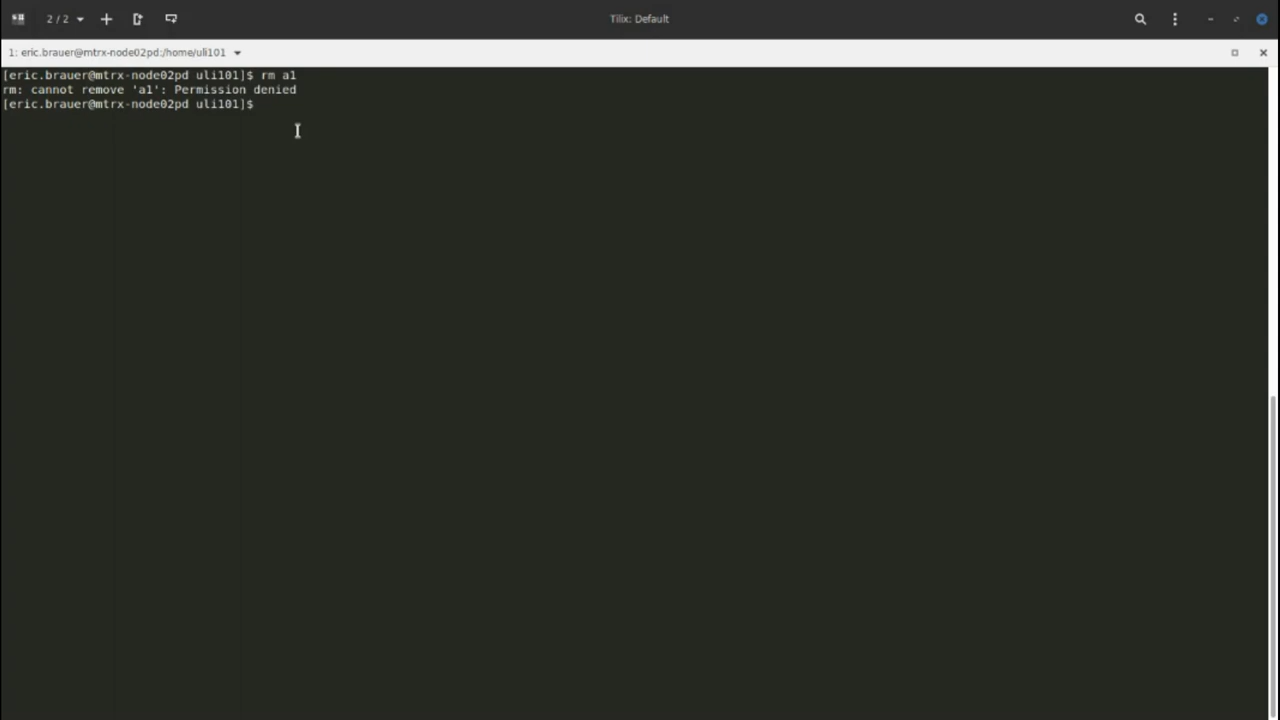 2 / 2
Tilix: Default
1: eric.brauer@mtrx-node02pd:/home/uli101
[eric.brauer@mtrx-node02pd uli101]$ rm a1
rm: cannot remove 'a1': Permission denied
[eric.brauer@mtrx-node02pd uli101]$